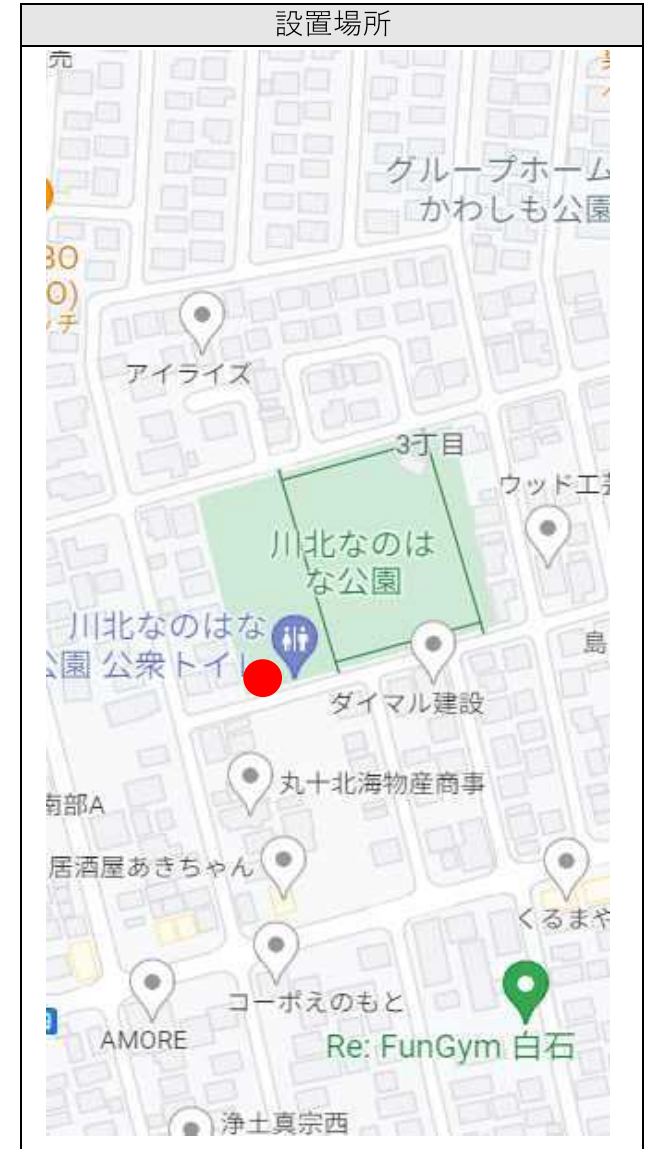 設置場所
売
グループホーム
かわしも公園
30
O)
ッチ
アイライズ
3丁目
ウッド工芸
川北なのは
な公園
川北なのはな
公園 公衆トイレ
島
ダイマル建設
丸十北海物産商事
南部A
居酒屋あきちゃん
くるまや
コーポえのもと
AMORE
Re: FunGym 白石
浄土真宗西